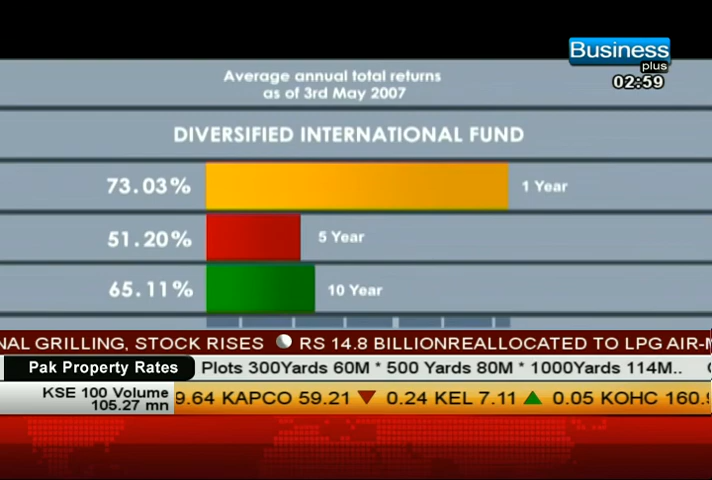 Business
plus
02:59
Average annual total returns
as of 3rd May 2007
DIVERSIFIED INTERNATIONAL FUND
73.03% 1 Year
51.20% 5 Year
65.11% 10 Year
NAL GRILLING, STOCK RISES RS 14.8 BILLIONREALLOCATED TO LPG AIR-M
Pak Property Rates Plots 300Yards 60M * 500 Yards 80M * 1000Yards 114M..
KSE 100 Volume
105.27 mn
9.64 KAPCO 59.21 ▼ 0.24 KEL 7.11 ▲ 0.05 KOHC 160.9